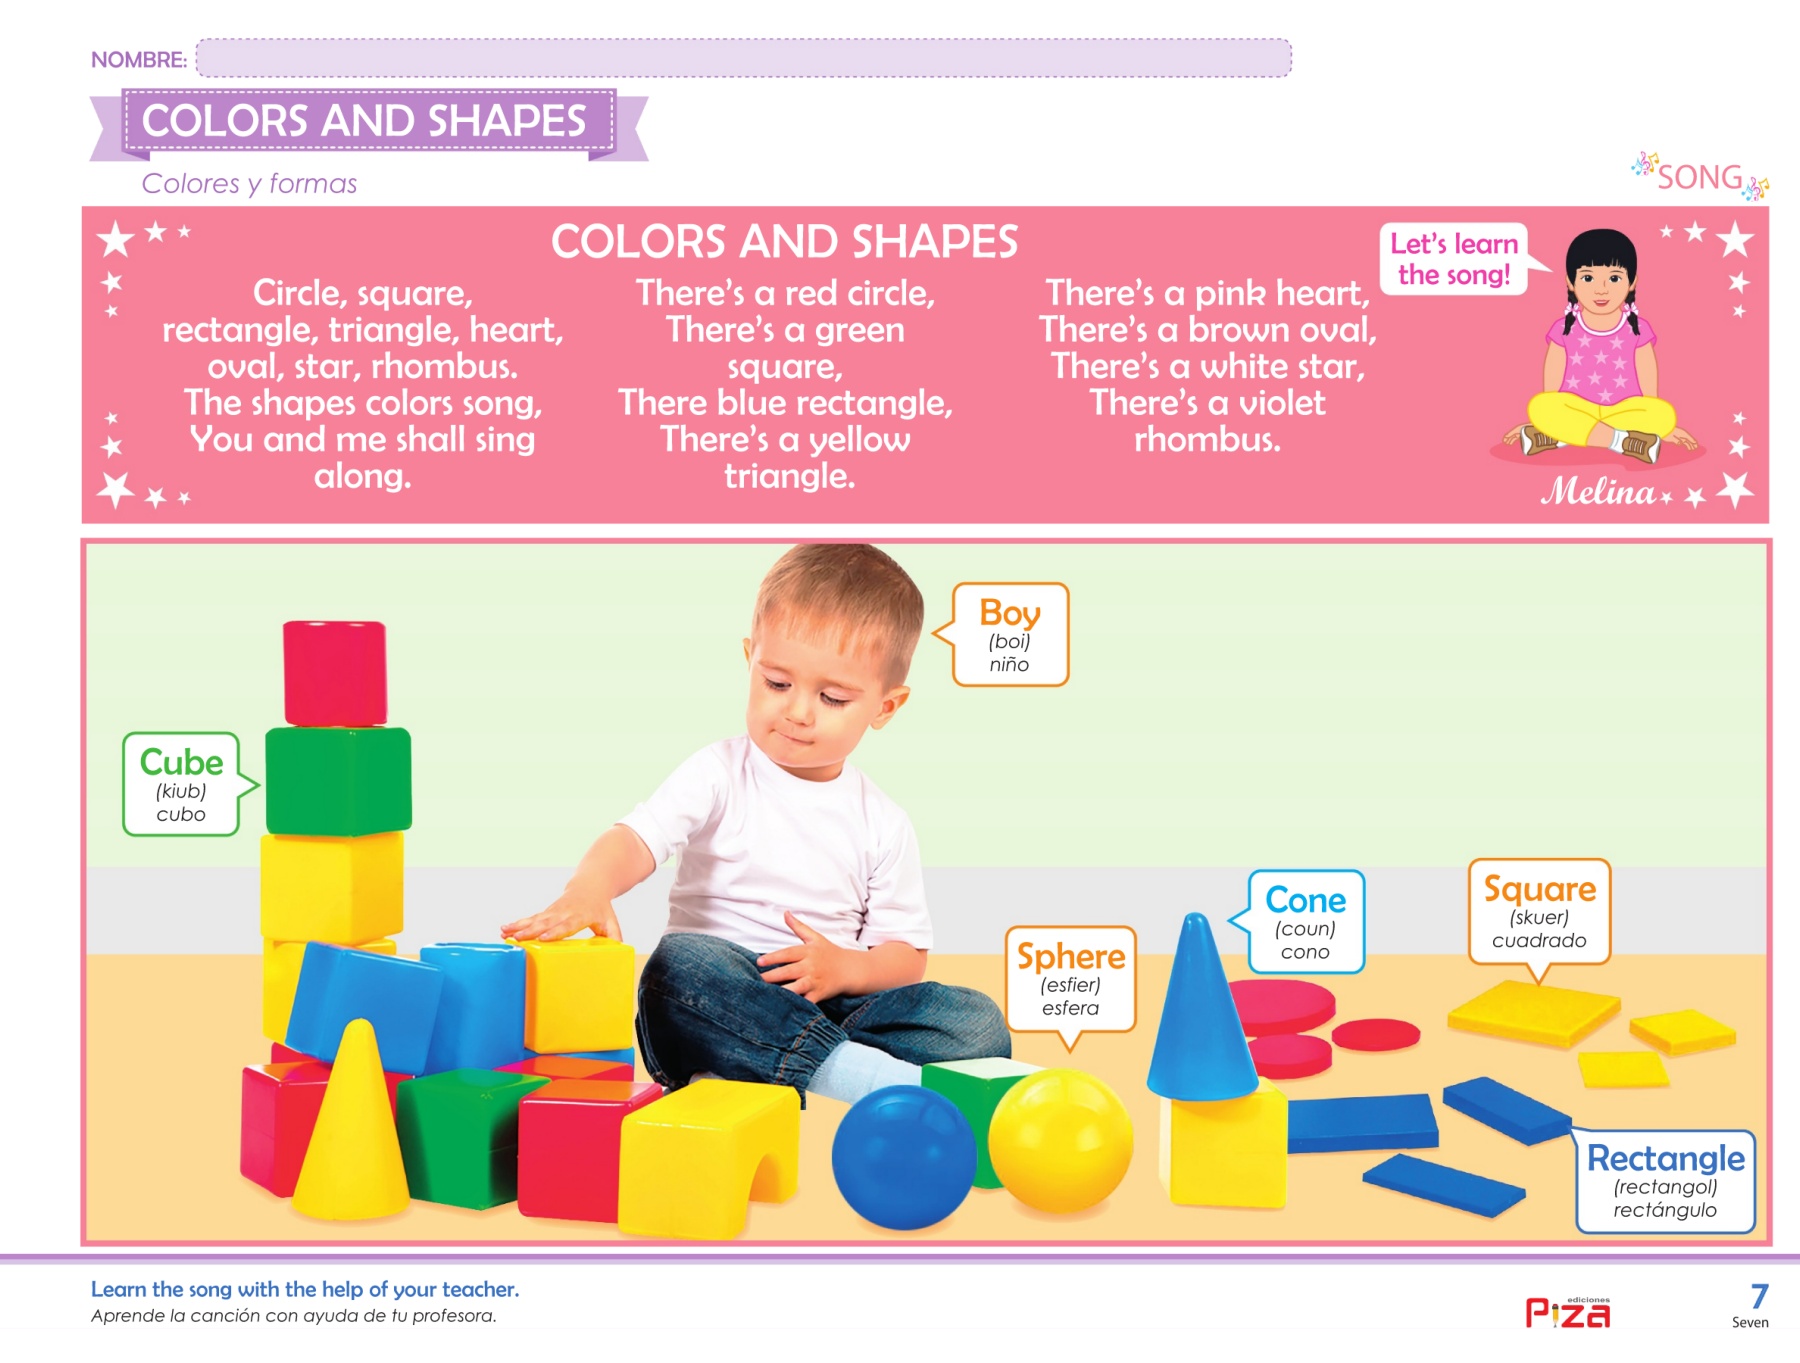 NOMBRE:
COLORS AND SHAPES
Colores y formas
SONG
COLORS AND SHAPES
Circle, square,
rectangle, triangle, heart,
oval, star, rhombus.
The shapes colors song,
You and me shall sing
along.
There's a red circle,
There's a green
square,
There blue rectangle,
There's a yellow
triangle.
There's a pink heart,
There's a brown oval,
There's a white star,
There's a violet
rhombus.
Let's learn
the song!
Melina
Boy
(boi)
niño
Cube
(kiub)
cubo
Sphere
(esfier)
esfera
Cone
(coun)
cono
Square
(skuer)
cuadrado
Rectangle
(rectangol)
rectángulo
Learn the song with the help of your teacher.
Aprende la canción con ayuda de tu profesora.
ediciones
Piza
7
Seven